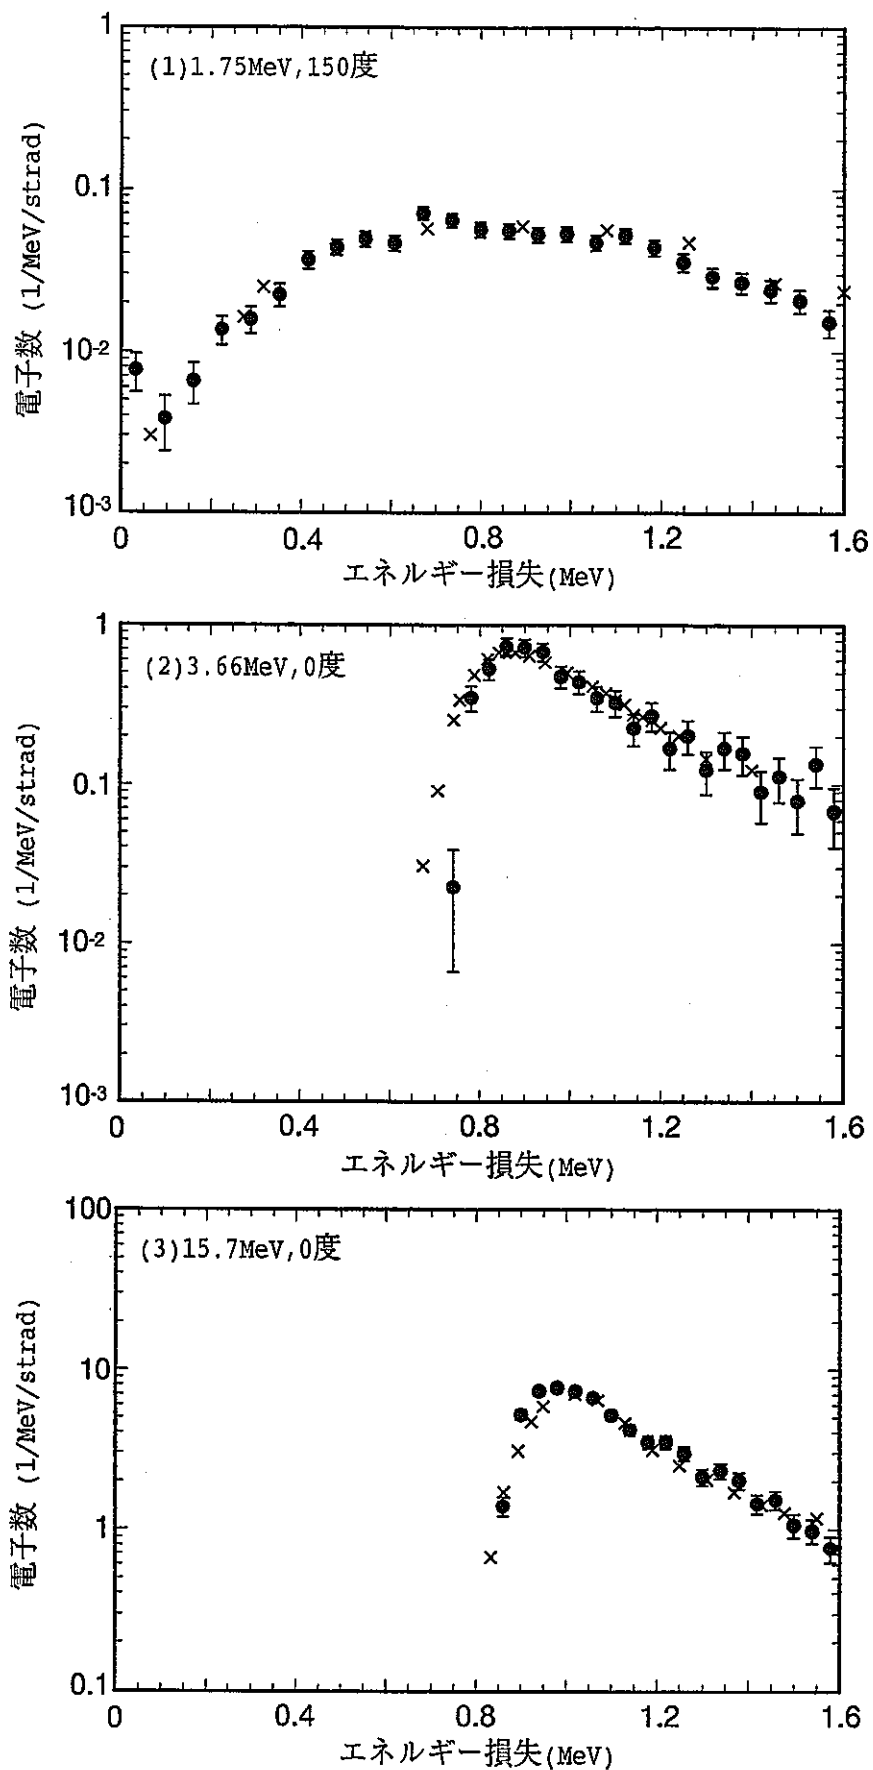 1
(1)1.75MeV,150度
0.1
10-2
10-3
電子数 (1/MeV/strad)
0 0.4 0.8 1.2 1.6
エネルギー損失(MeV)
1
(2)3.66MeV,0度
0.1
10-2
10-3
電子数 (1/MeV/strad)
0 0.4 0.8 1.2 1.6
エネルギー損失(MeV)
100
(3)15.7MeV,0度
10
1
0.1
電子数 (1/MeV/strad)
0 0.4 0.8 1.2 1.6
エネルギー損失(MeV)